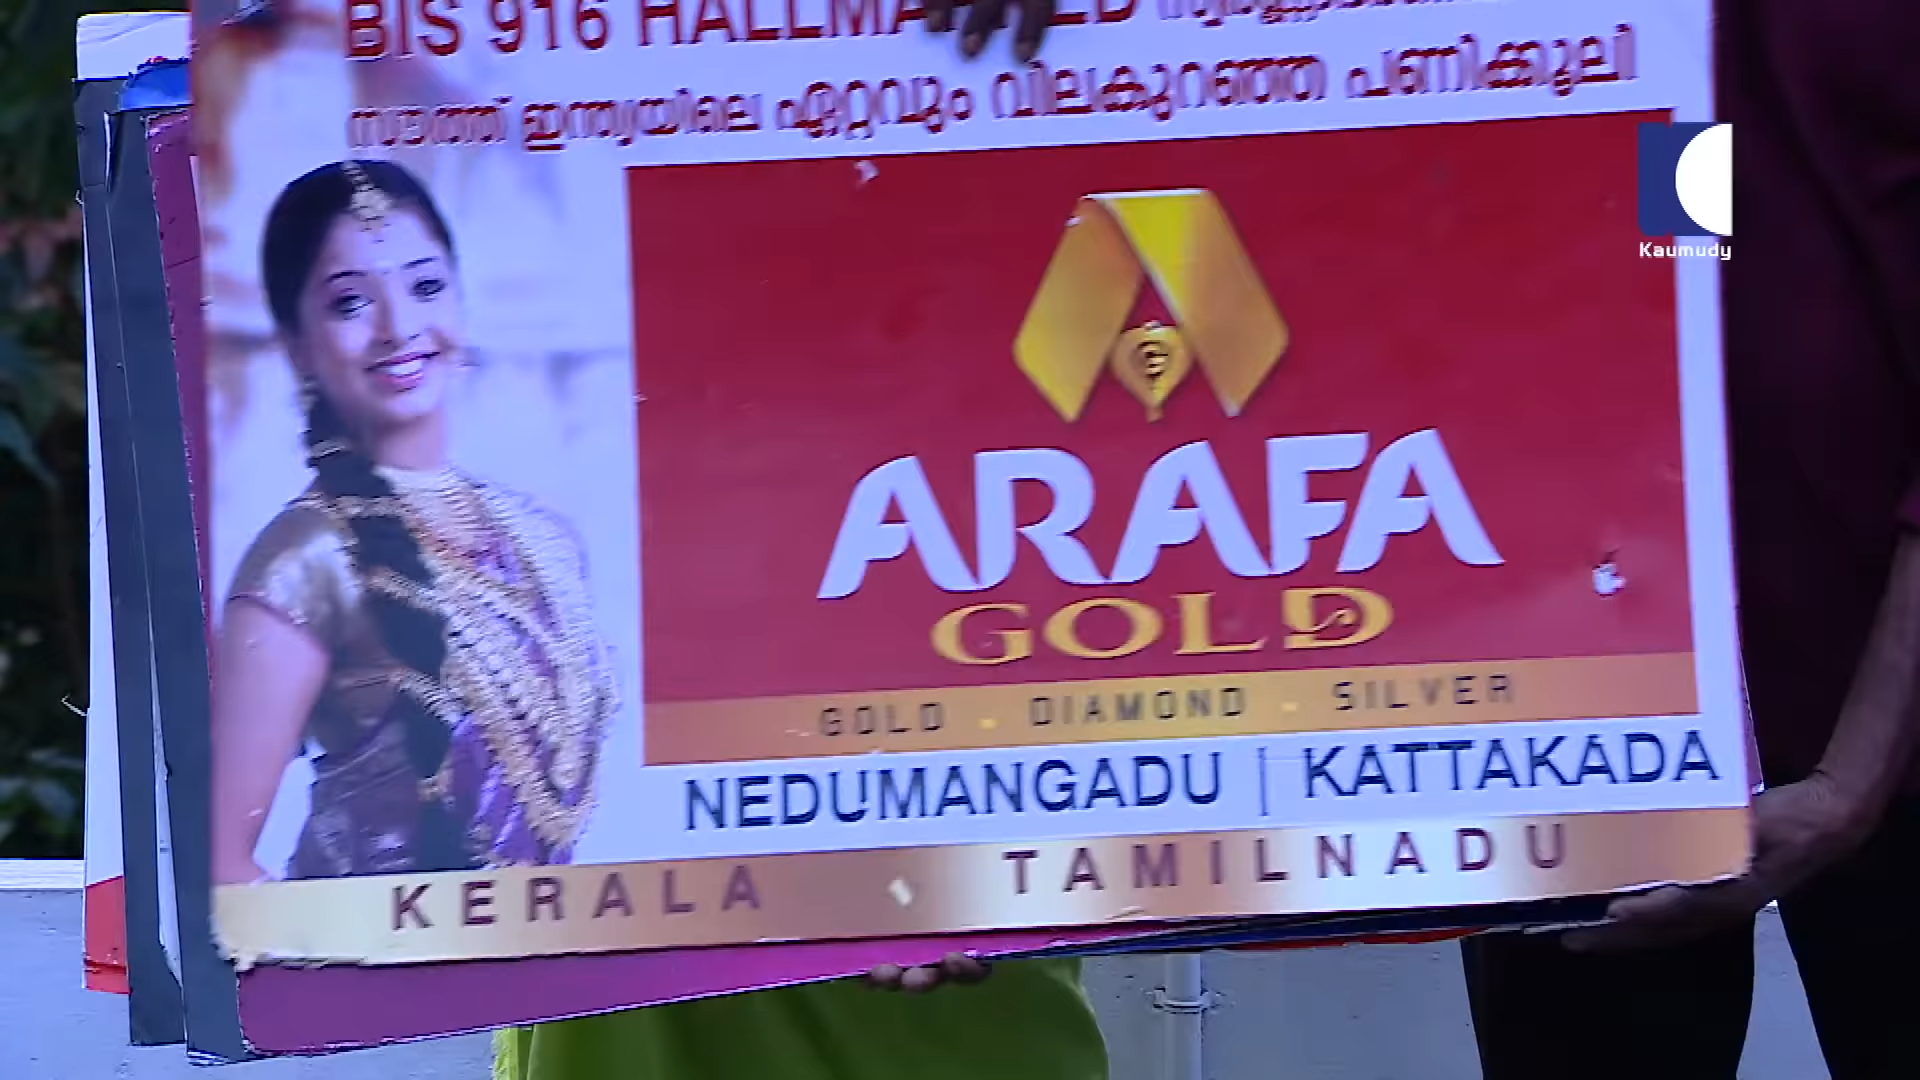 BIS 916 HALLMARKED
സൗത്ത് ഇന്ത്യയിലെ ഏറ്റവും വിലകുറഞ്ഞ പണിക്കൂലി
Kaumudy
ARAFA
GOLD
GOLD . DIAMOND . SILVER
NEDUMANGADU | KATTAKADA
KERALA . TAMILNADU